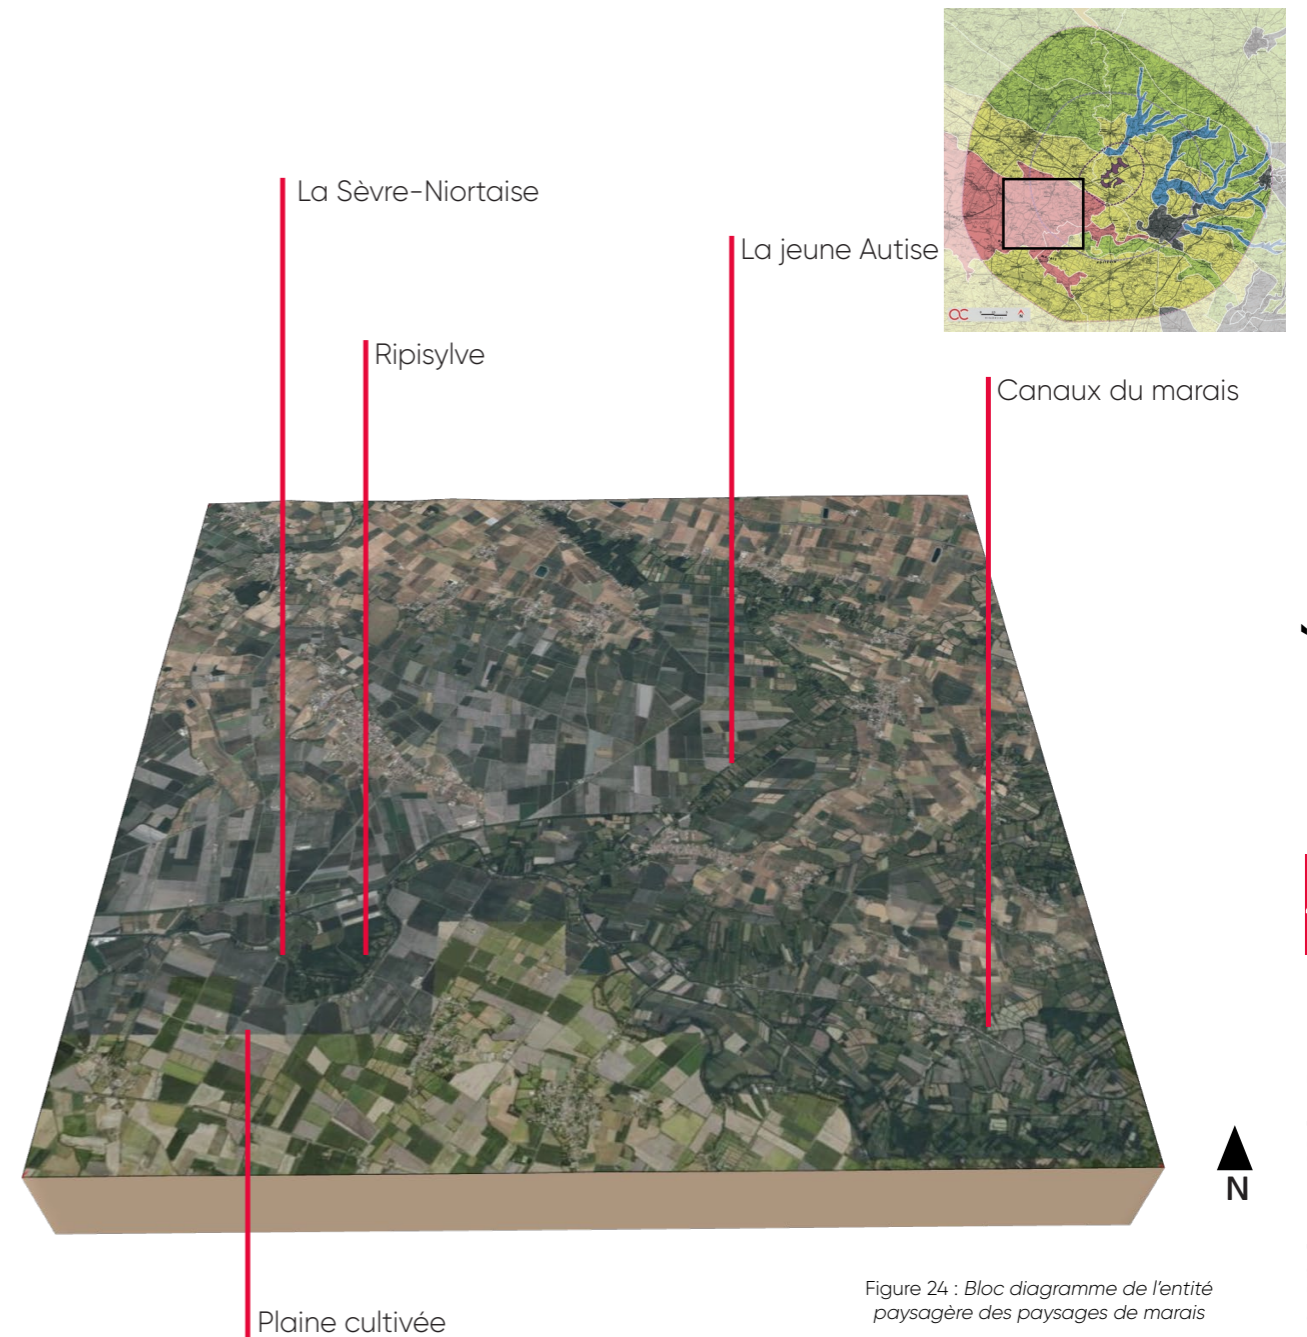 La Sèvre-Niortaise
La jeune Autise
Ripisylve
Canaux du marais
N
Figure 24 : Bloc diagramme de l'entité
paysagère des paysages de marais
Plaine cultivée